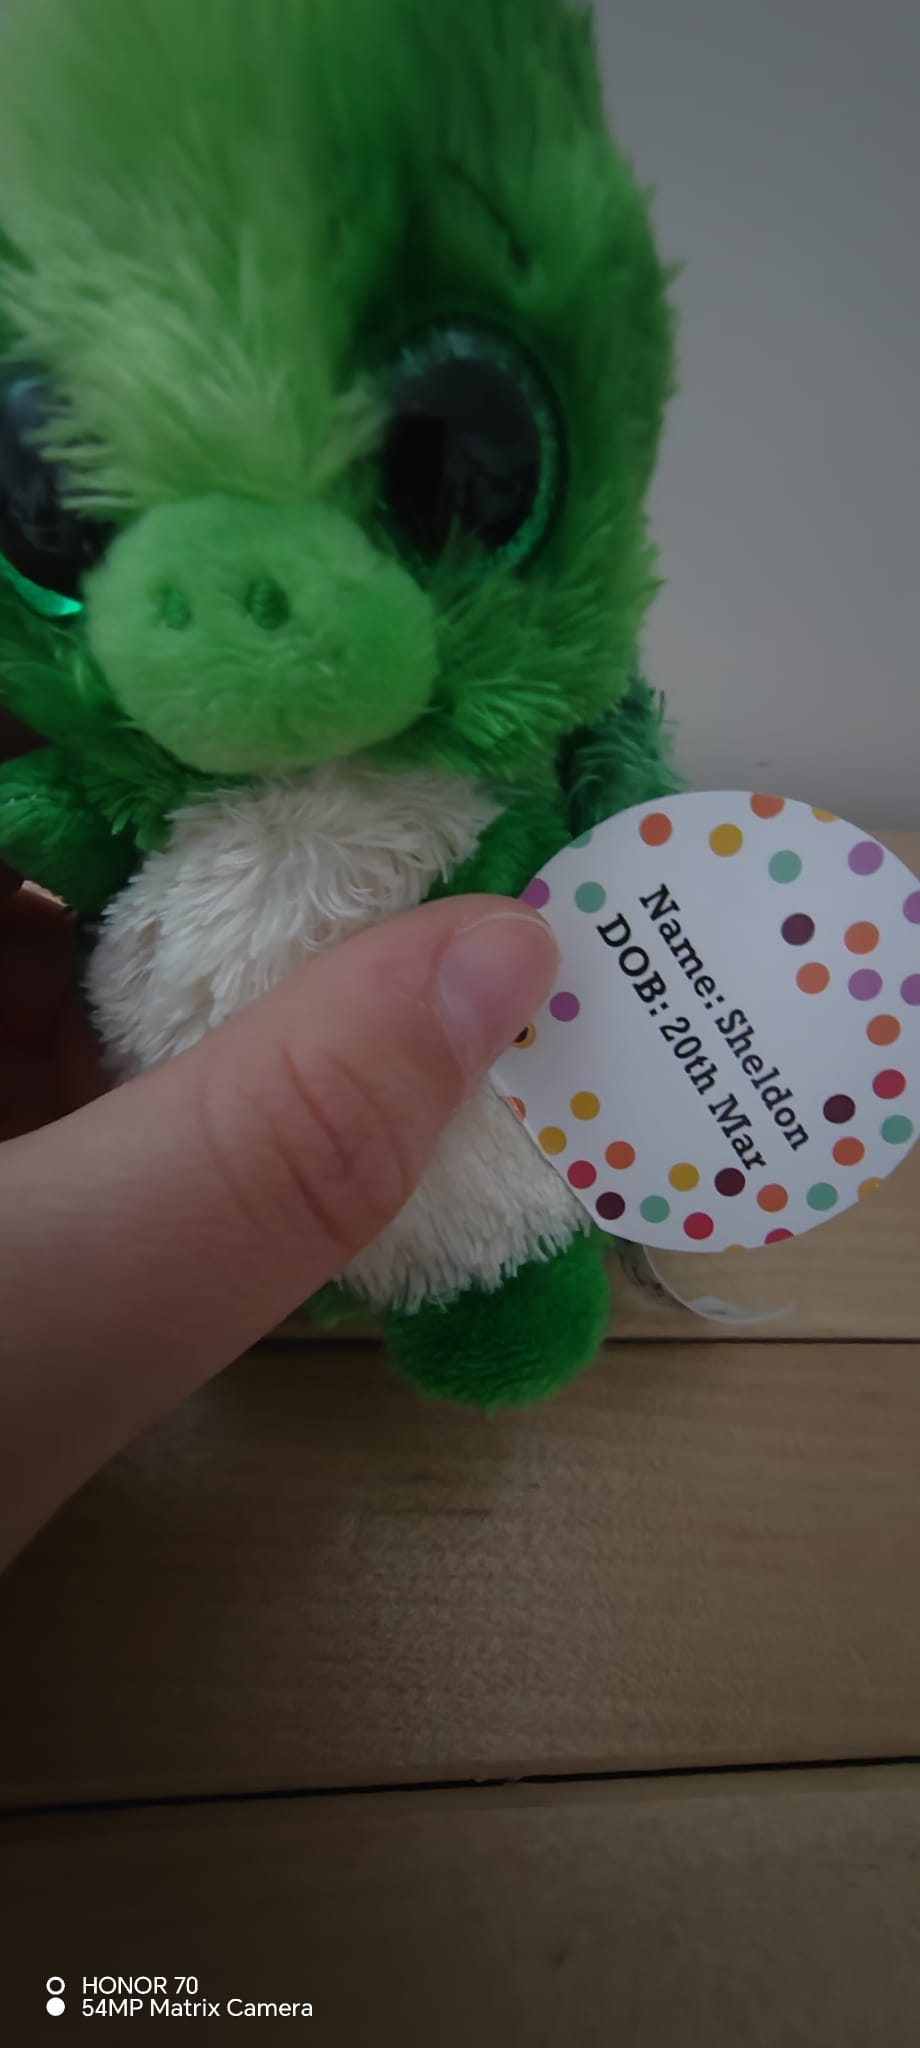 Name: Sheldon
DOB: 20th Mar
HONOR 70
54MP Matrix Camera